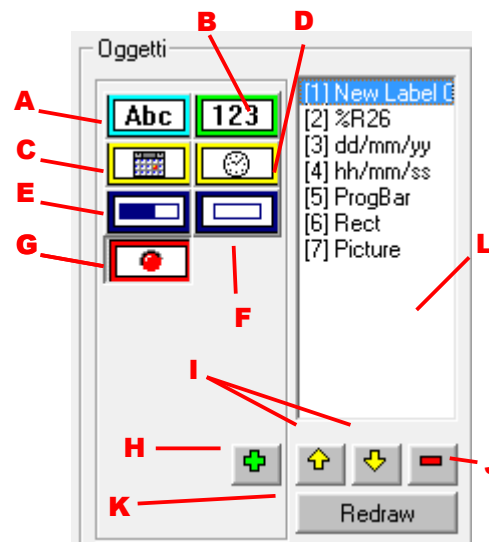 B
D
Oggetti
A
Abc
123
[1] New Label
[2] %R26
C
[3] dd/mm/yy
[4] hh/mm/ss
E
[5] ProgBar
[6] Rect
G
[7] Picture
L
F
I
H
J
K
Redraw